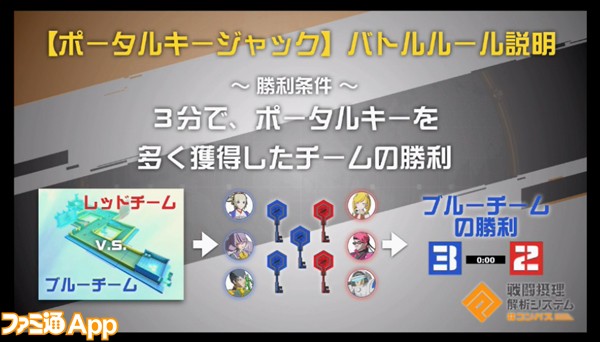 【ポータルキージャック】バトルルール説明
～ 勝利条件 ～
３分で、ポータルキーを
多く獲得したチームの勝利
レッドチーム
V.S.
ブルーチーム
ブルーチーム
の勝利
3
0:00
2
戦闘摂理
解析システム
#コンパス
ファミ通App